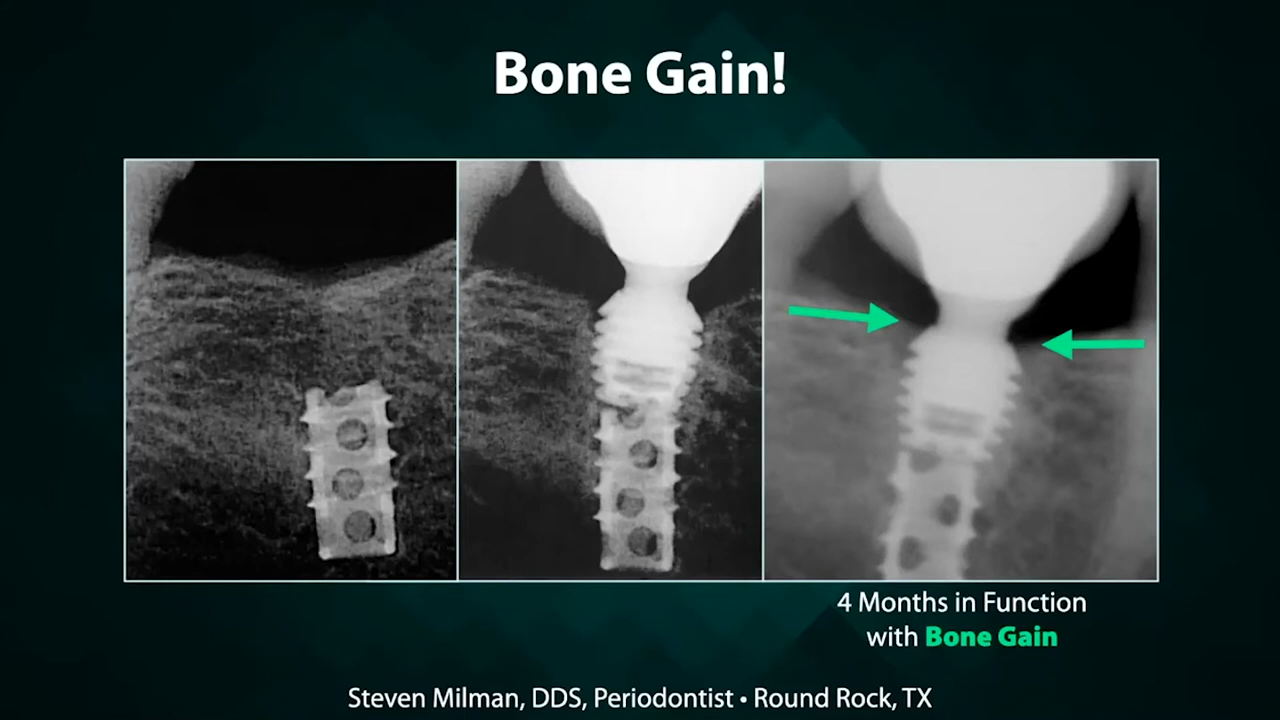 Bone Gain!
4 Months in Function
with Bone Gain
Steven Milman, DDS, Periodontist • Round Rock, TX